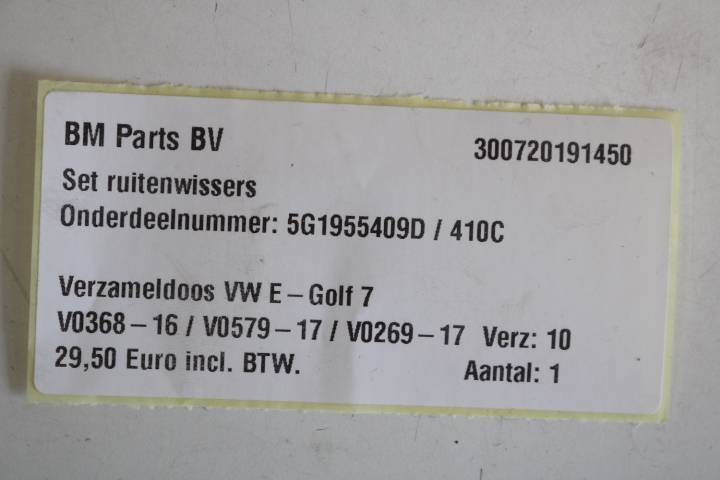 BM Parts BV 300720191450
Set ruitenwissers
Onderdeelnummer: 5G1955409D / 410C
Verzameldoos VW E – Golf 7
V0368 – 16 / V0579 – 17 / V0269 – 17 Verz: 10
29,50 Euro incl. BTW. Aantal: 1